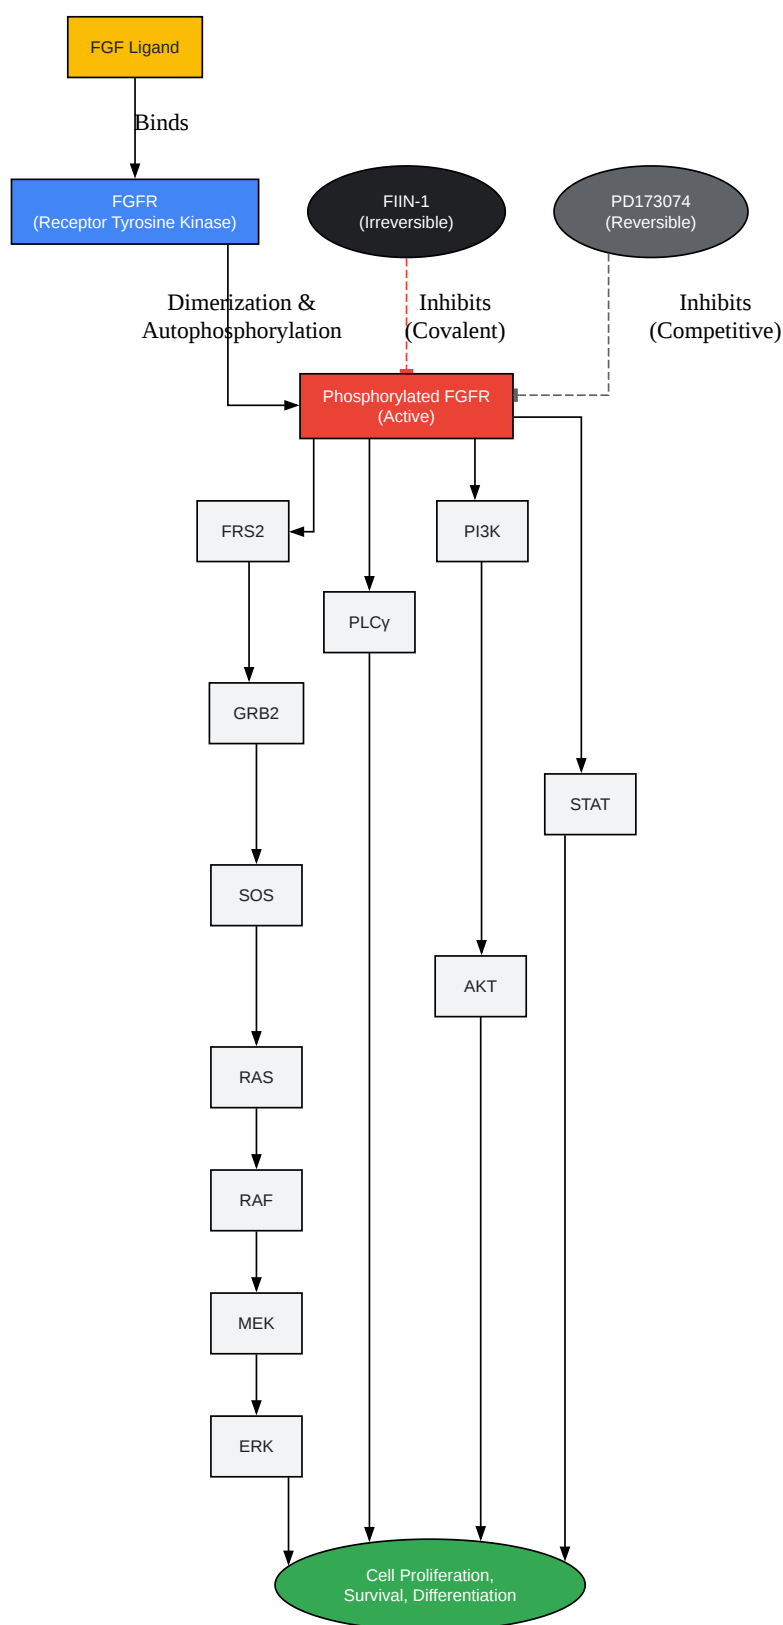 FGF Ligand
Binds
FGFR
(Receptor Tyrosine Kinase)
FIIN-1
(Irreversible)
PD173074
(Reversible)
Dimerization &
Autophosphorylation
Inhibits
(Covalent)
Inhibits
(Competitive)
Phosphorylated FGFR
(Active)
FRS2
PI3K
PLCγ
GRB2
STAT
SOS
AKT
RAS
RAF
MEK
ERK
Cell Proliferation,
Survival, Differentiation